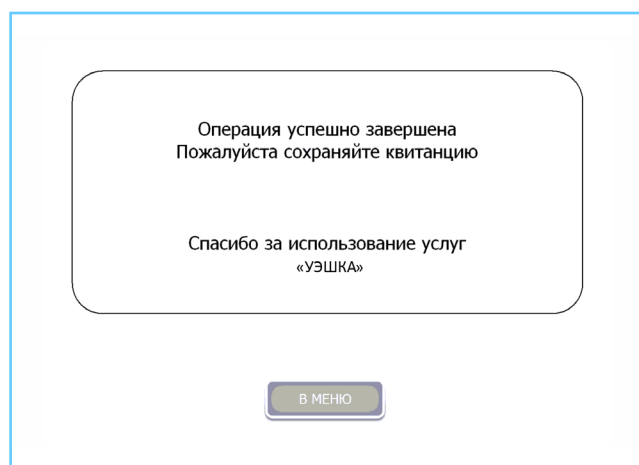 Операция успешно завершена
Пожалуйста сохраняйте квитанцию
Спасибо за использование услуг
«УЭШКА»
В МЕНЮ